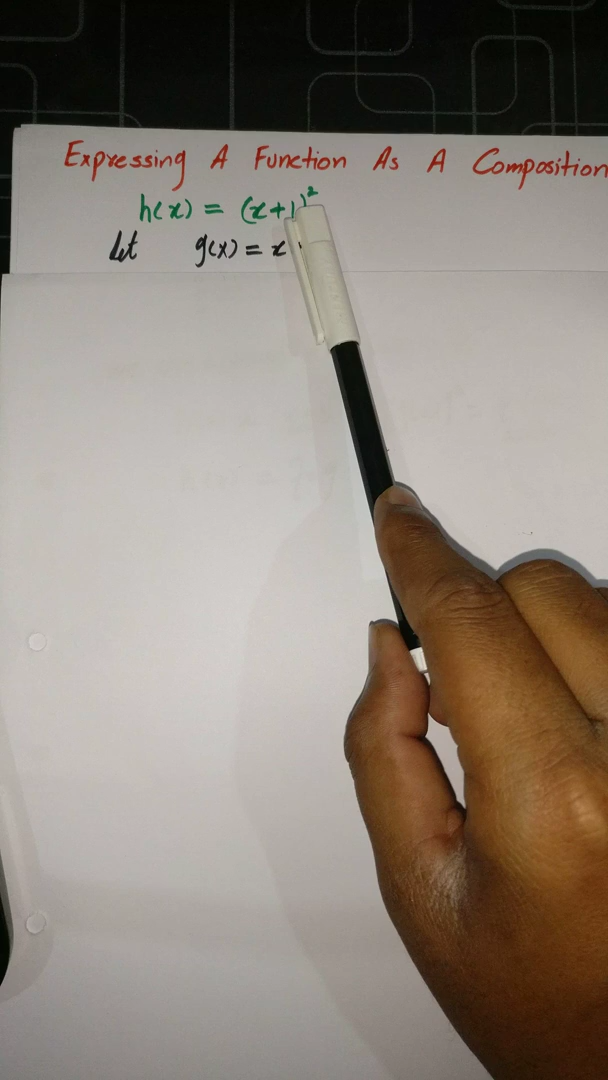 Expressing A Function As A Composition
h(x) = (x+1)²
Let g(x) = x